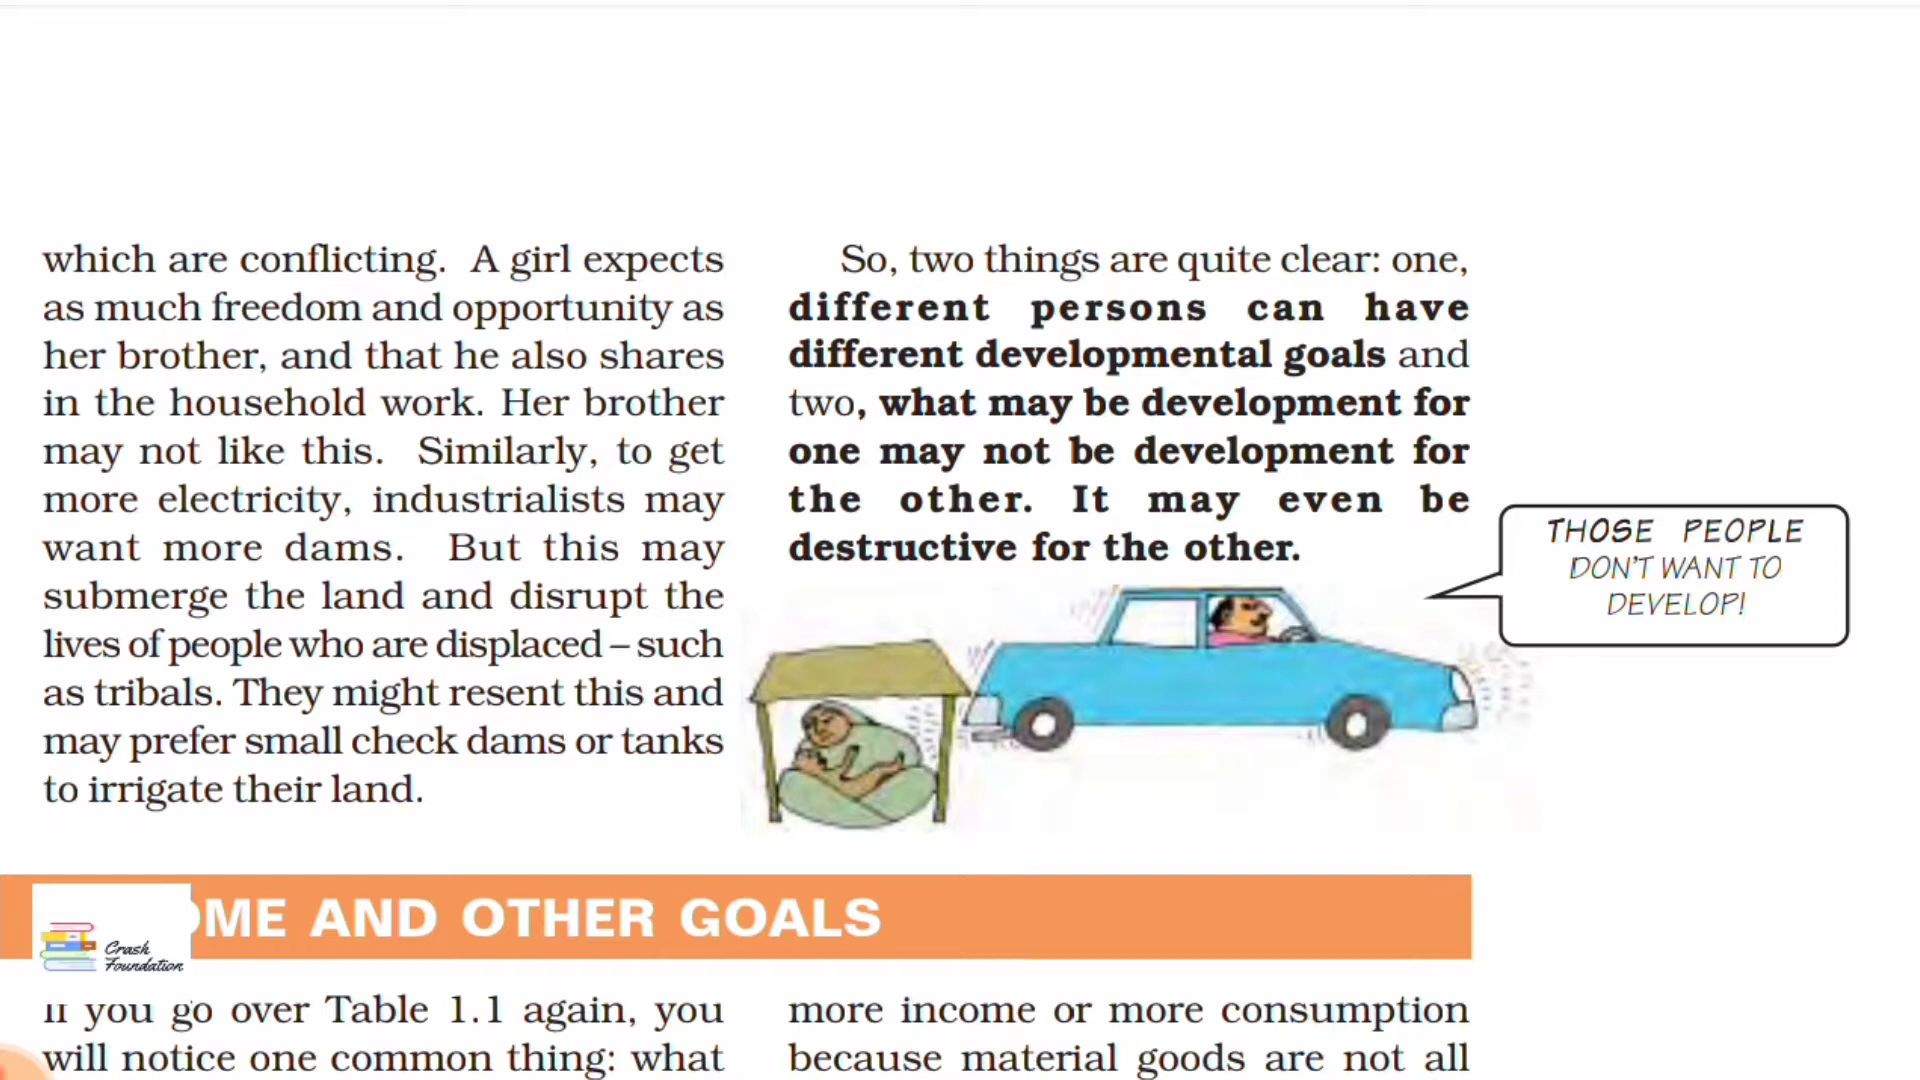 which are conflicting. A girl expects
as much freedom and opportunity as
her brother, and that he also shares
in the household work. Her brother
may not like this. Similarly, to get
more electricity, industrialists may
want more dams. But this may
submerge the land and disrupt the
lives of people who are displaced – such
as tribals. They might resent this and
may prefer small check dams or tanks
to irrigate their land.
So, two things are quite clear: one,
different persons can have
different developmental goals and
two, what may be development for
one may not be development for
the other. It may even be
destructive for the other.
THOSE PEOPLE
DON'T WANT TO
DEVELOP!
OME AND OTHER GOALS
Crash
Foundation
If you go over Table 1.1 again, you
will notice one common thing: what
more income or more consumption
because material goods are not all